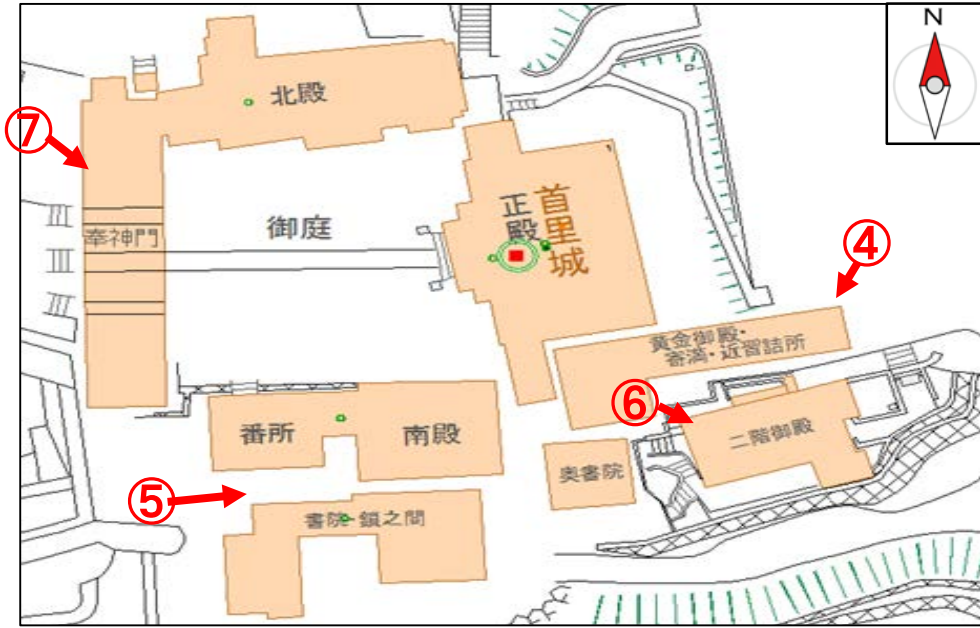 N
北殿
⑦
首里城
正殿
御庭
奉神門
④
黄金御殿・
寄満・近習詰所
⑥
二階御殿
番所
南殿
奥書院
⑤
書院・鎖之間